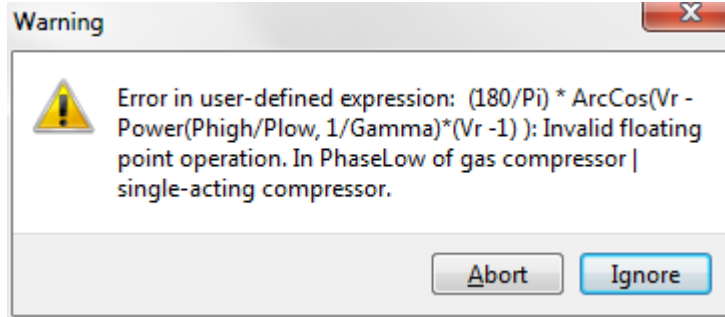 Warning
Error in user-defined expression:  (180/Pi) * ArcCos(Vr -
Power(Phigh/Plow, 1/Gamma)*(Vr -1) ): Invalid floating
point operation. In PhaseLow of gas compressor |
single-acting compressor.
Abort
Ignore